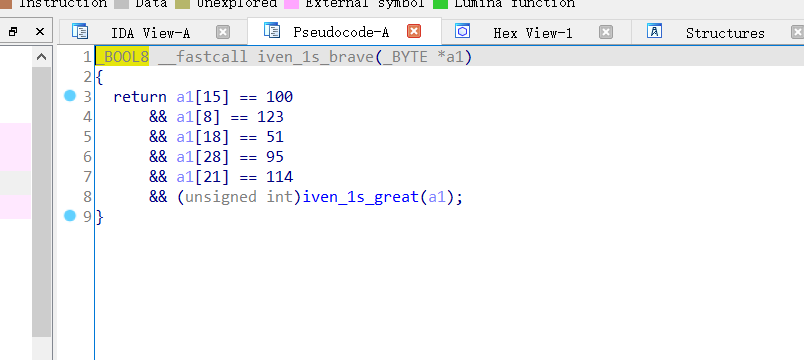 Instruction Data Unexplored External symbol Lumina function
IDA View-A Pseudocode-A Hex View-1 Structures
1 _BOOL8 __fastcall iven_1s_brave(_BYTE *a1)
2 {
3 return a1[15] == 100
4 && a1[8] == 123
5 && a1[18] == 51
6 && a1[28] == 95
7 && a1[21] == 114
8 && (unsigned int)iven_1s_great(a1);
9 }